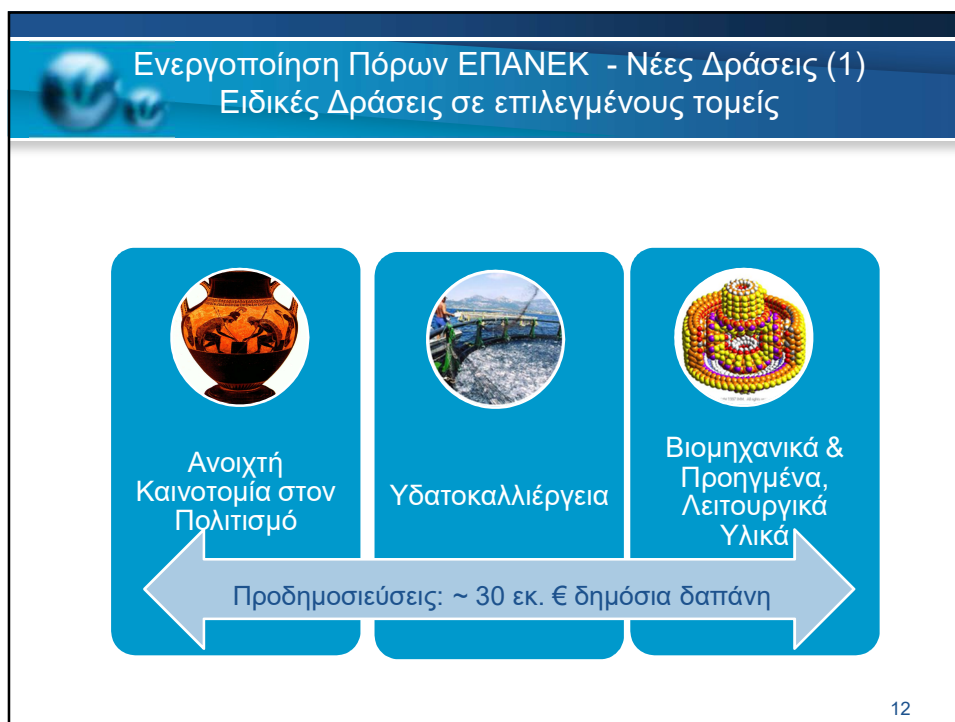 Ενεργοποίηση Πόρων ΕΠΑΝΕΚ - Νέες Δράσεις (1)
Ειδικές Δράσεις σε επιλεγμένους τομείς
Ανοιχτή
Καινοτομία στον
Πολιτισμό
Υδατοκαλλιέργεια
Βιομηχανικά &
Προηγμένα,
Λειτουργικά
Υλικά
Προδημοσιεύσεις: ~ 30 εκ. € δημόσια δαπάνη
12